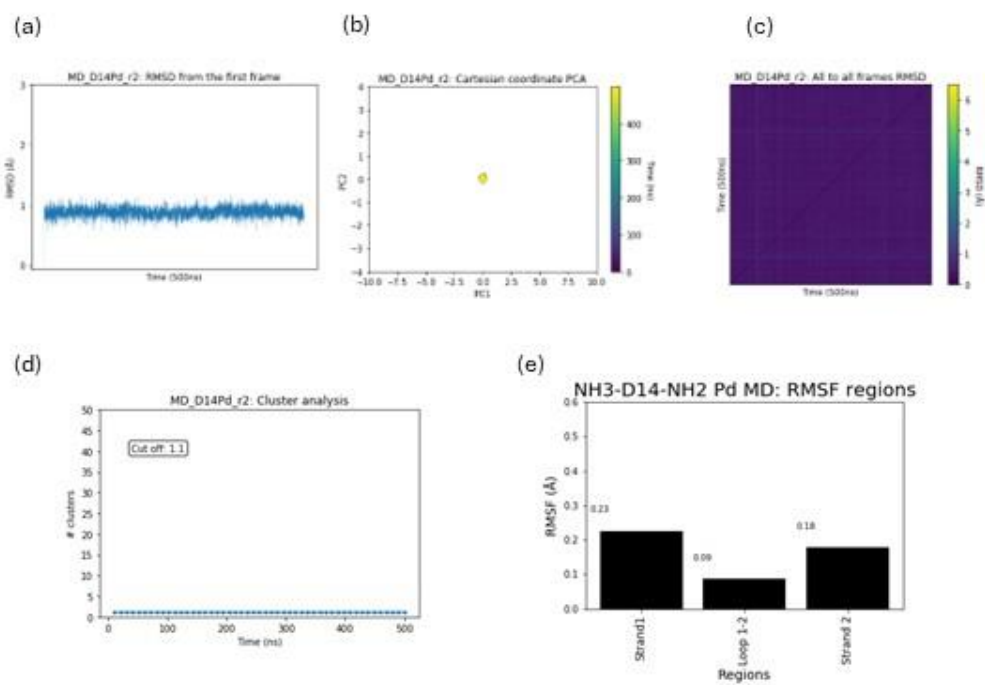 (a)
MD_D14Pd_r2: RMSD from the first frame
3
2
1
0
RMSD (Å)
Time (500ns)
(b)
MD_D14Pd_r2: Cartesian coordinate PCA
4
3
2
1
0
−1
−2
−3
−4
PC2
−10.0 −7.5 −5.0 −2.5 0.0 2.5 5.0 7.5 10.0
PC1
400
300
200
100
0
Time (ns)
(c)
MD_D14Pd_r2: All to all frames RMSD
Time (500ns)
Time (500ns)
6
5
4
3
2
1
0
RMSD (Å)
(d)
MD_D14Pd_r2: Cluster analysis
Cut off: 1.1
50
45
40
35
30
25
20
15
10
5
0
# clusters
0 100 200 300 400 500
Time (ns)
(e)
NH3-D14-NH2 Pd MD: RMSF regions
0.6
0.5
0.4
0.3
0.2
0.1
0.0
RMSF (Å)
0.23
0.09
0.18
Strand1
Loop 1-2
Strand 2
Regions